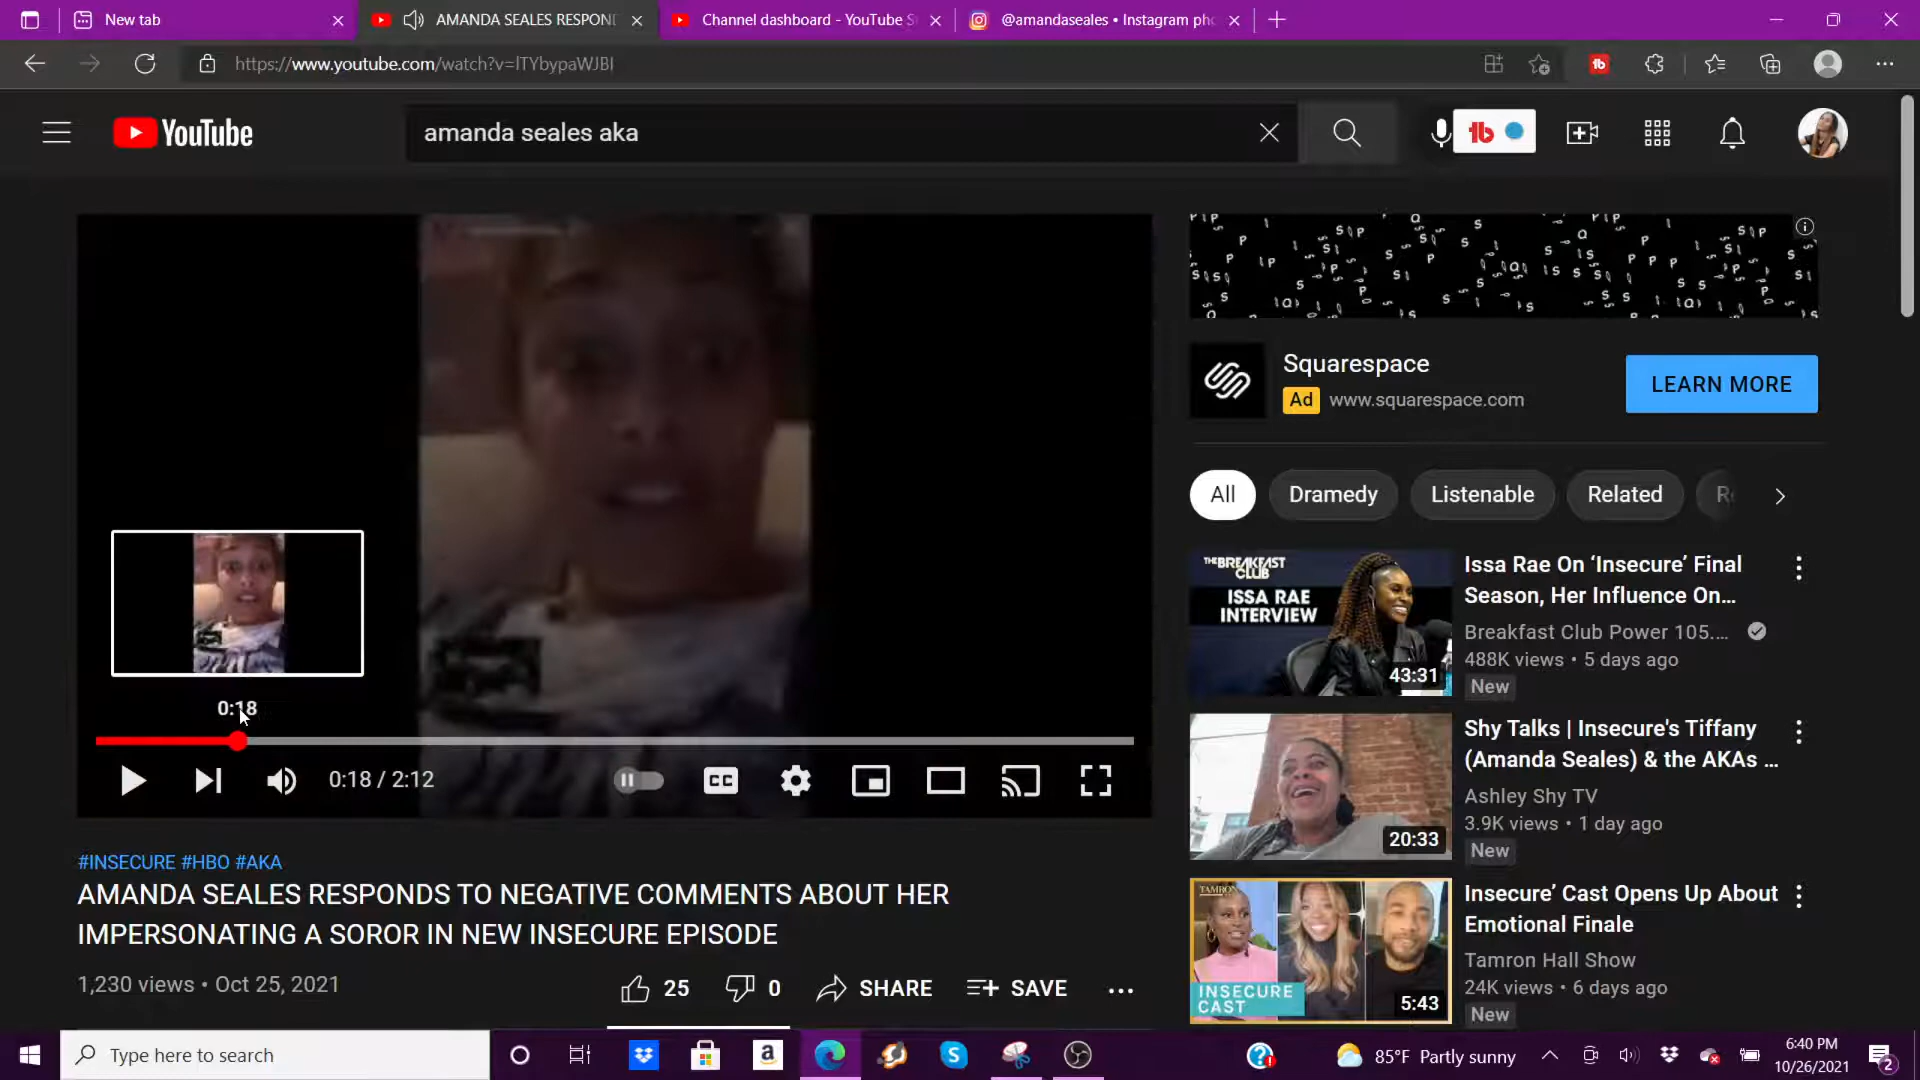 New tab
AMANDA SEALES RESPON
Channel dashboard - YouTube S
@amandaseales • Instagram ph
https://www.youtube.com/watch?v=lTYbypaWJBI
YouTube
amanda seales aka
tb
Squarespace
Ad www.squarespace.com
LEARN MORE
All
Dramedy
Listenable
Related
THE BREAKFAST
CLUB
ISSA RAE
INTERVIEW
43:31
Issa Rae On ‘Insecure’ Final
Season, Her Influence On...
Breakfast Club Power 105....
488K views • 5 days ago
New
20:33
Shy Talks | Insecure's Tiffany
(Amanda Seales) & the AKAs ...
Ashley Shy TV
3.9K views • 1 day ago
New
TAMRON
INSECURE
CAST
5:43
Insecure’ Cast Opens Up About
Emotional Finale
Tamron Hall Show
24K views • 6 days ago
New
0:18
0:18 / 2:12
CC
#INSECURE #HBO #AKA
AMANDA SEALES RESPONDS TO NEGATIVE COMMENTS ABOUT HER
IMPERSONATING A SOROR IN NEW INSECURE EPISODE
1,230 views • Oct 25, 2021
25
0
SHARE
SAVE
Type here to search
85°F Partly sunny
6:40 PM
10/26/2021
2